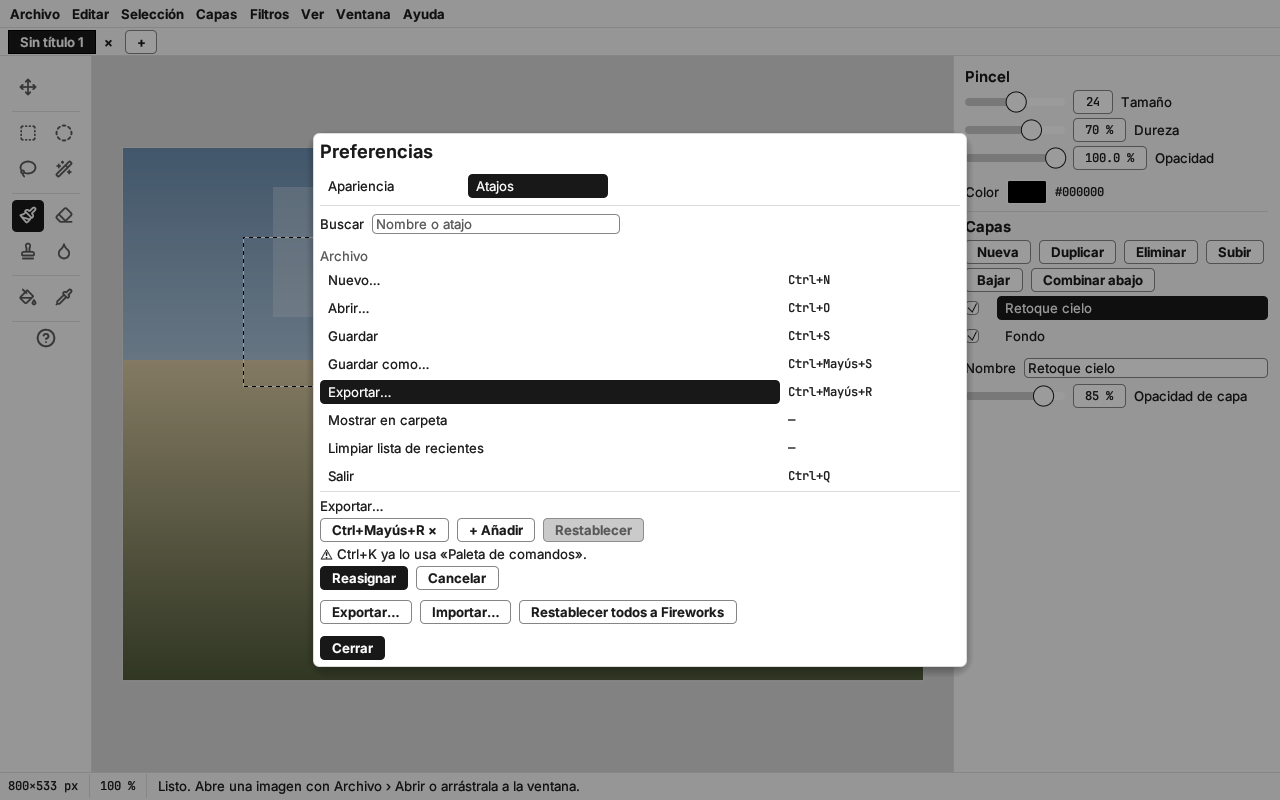 Archivo Editar Selección Capas Filtros Ver Ventana Ayuda
Sin título 1 × +
Preferencias
Apariencia Atajos
Buscar Nombre o atajo
Archivo
Nuevo... Ctrl+N
Abrir... Ctrl+O
Guardar Ctrl+S
Guardar como... Ctrl+Mayús+S
Exportar... Ctrl+Mayús+R
Mostrar en carpeta —
Limpiar lista de recientes —
Salir Ctrl+Q
Exportar...
Ctrl+Mayús+R × + Añadir Restablecer
⚠ Ctrl+K ya lo usa «Paleta de comandos».
Reasignar Cancelar
Exportar... Importar... Restablecer todos a Fireworks
Cerrar
Pincel
24 Tamaño
70 % Dureza
100.0 % Opacidad
Color #000000
Capas
Nueva Duplicar Eliminar Subir
Bajar Combinar abajo
Retoque cielo
Fondo
Nombre Retoque cielo
85 % Opacidad de capa
800×533 px 100 % Listo. Abre una imagen con Archivo › Abrir o arrástrala a la ventana.